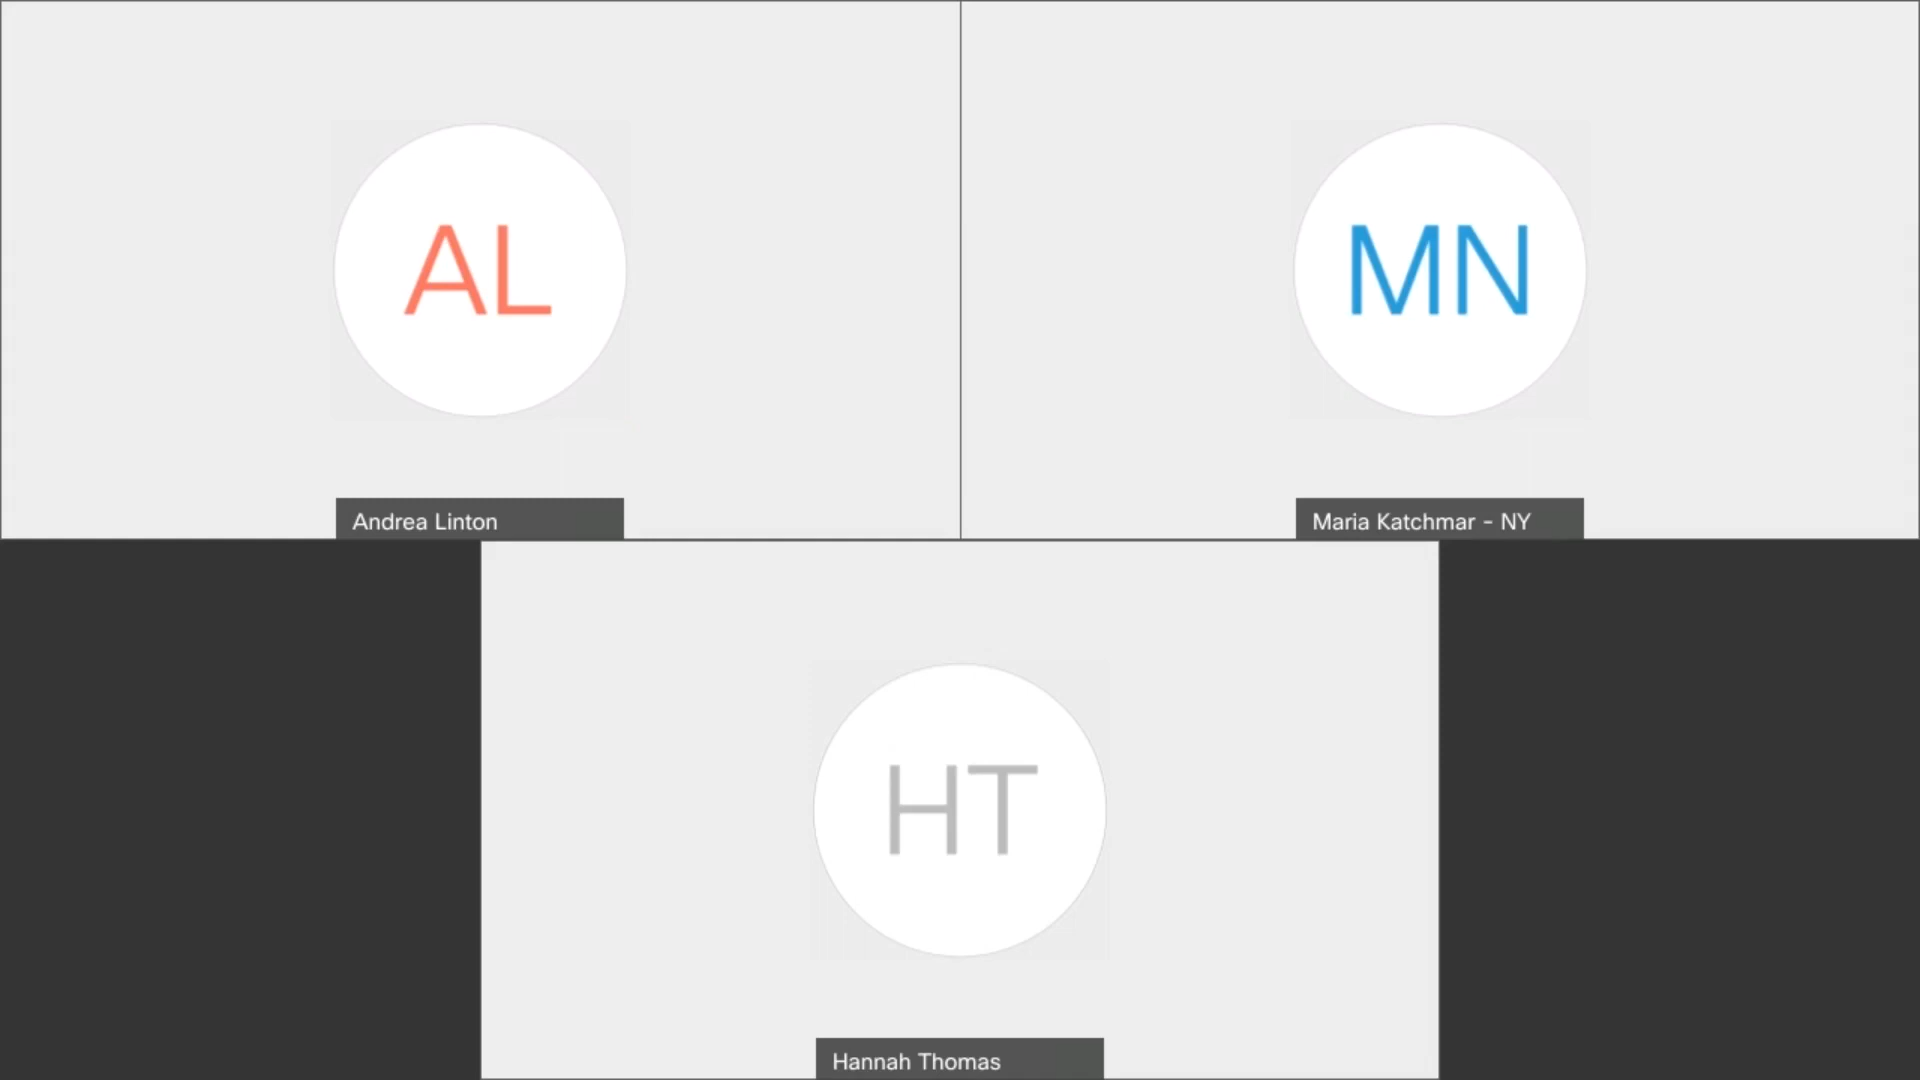 AL
MN
Andrea Linton
Maria Katchmar - NY
HT
Hannah Thomas